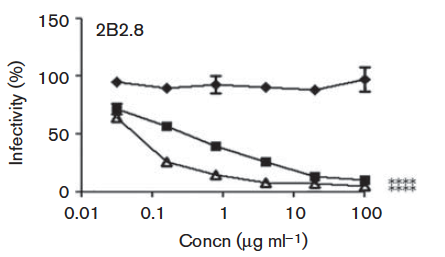 150
2B2.8
100
50
0
Infectivity (%)
0.01 0.1 1 10 100
Concn (µg ml⁻¹)
****
****